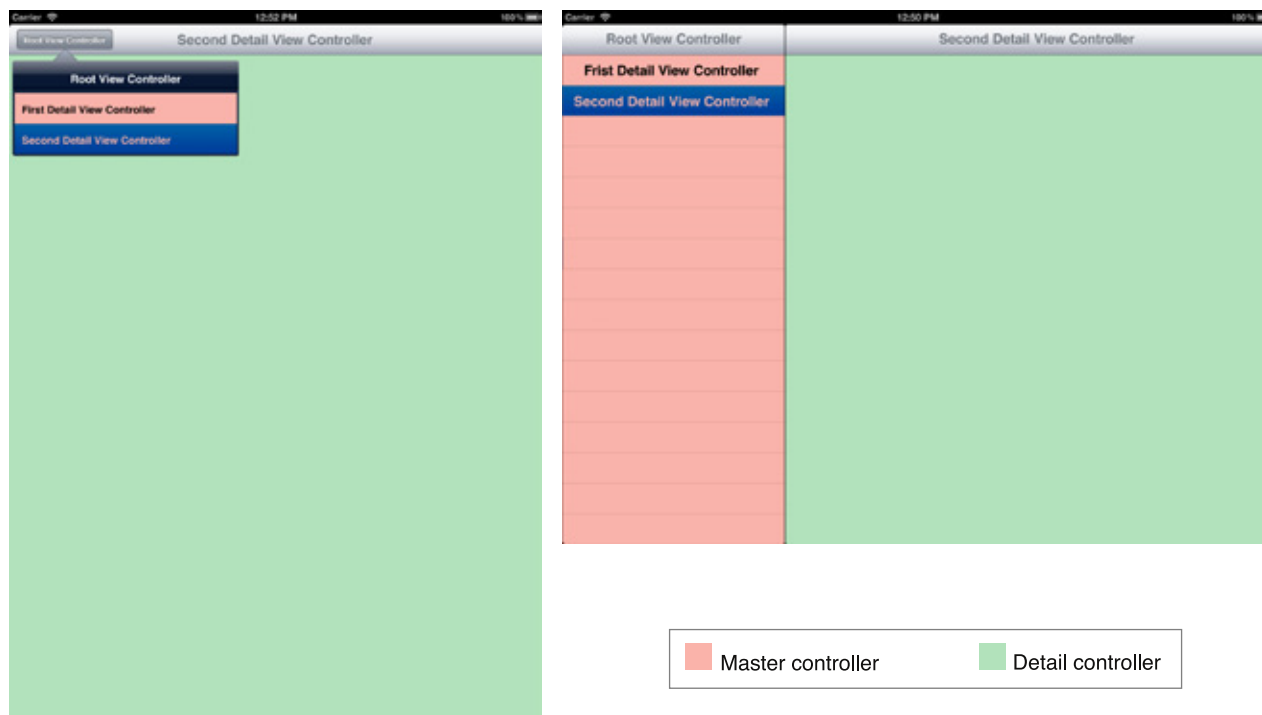 Carrier 12:52 PM 100%
Root View Controller Second Detail View Controller
Root View Controller
First Detail View Controller
Second Detail View Controller
Carrier 12:50 PM 100%
Root View Controller Second Detail View Controller
Frist Detail View Controller
Second Detail View Controller
Master controller Detail controller